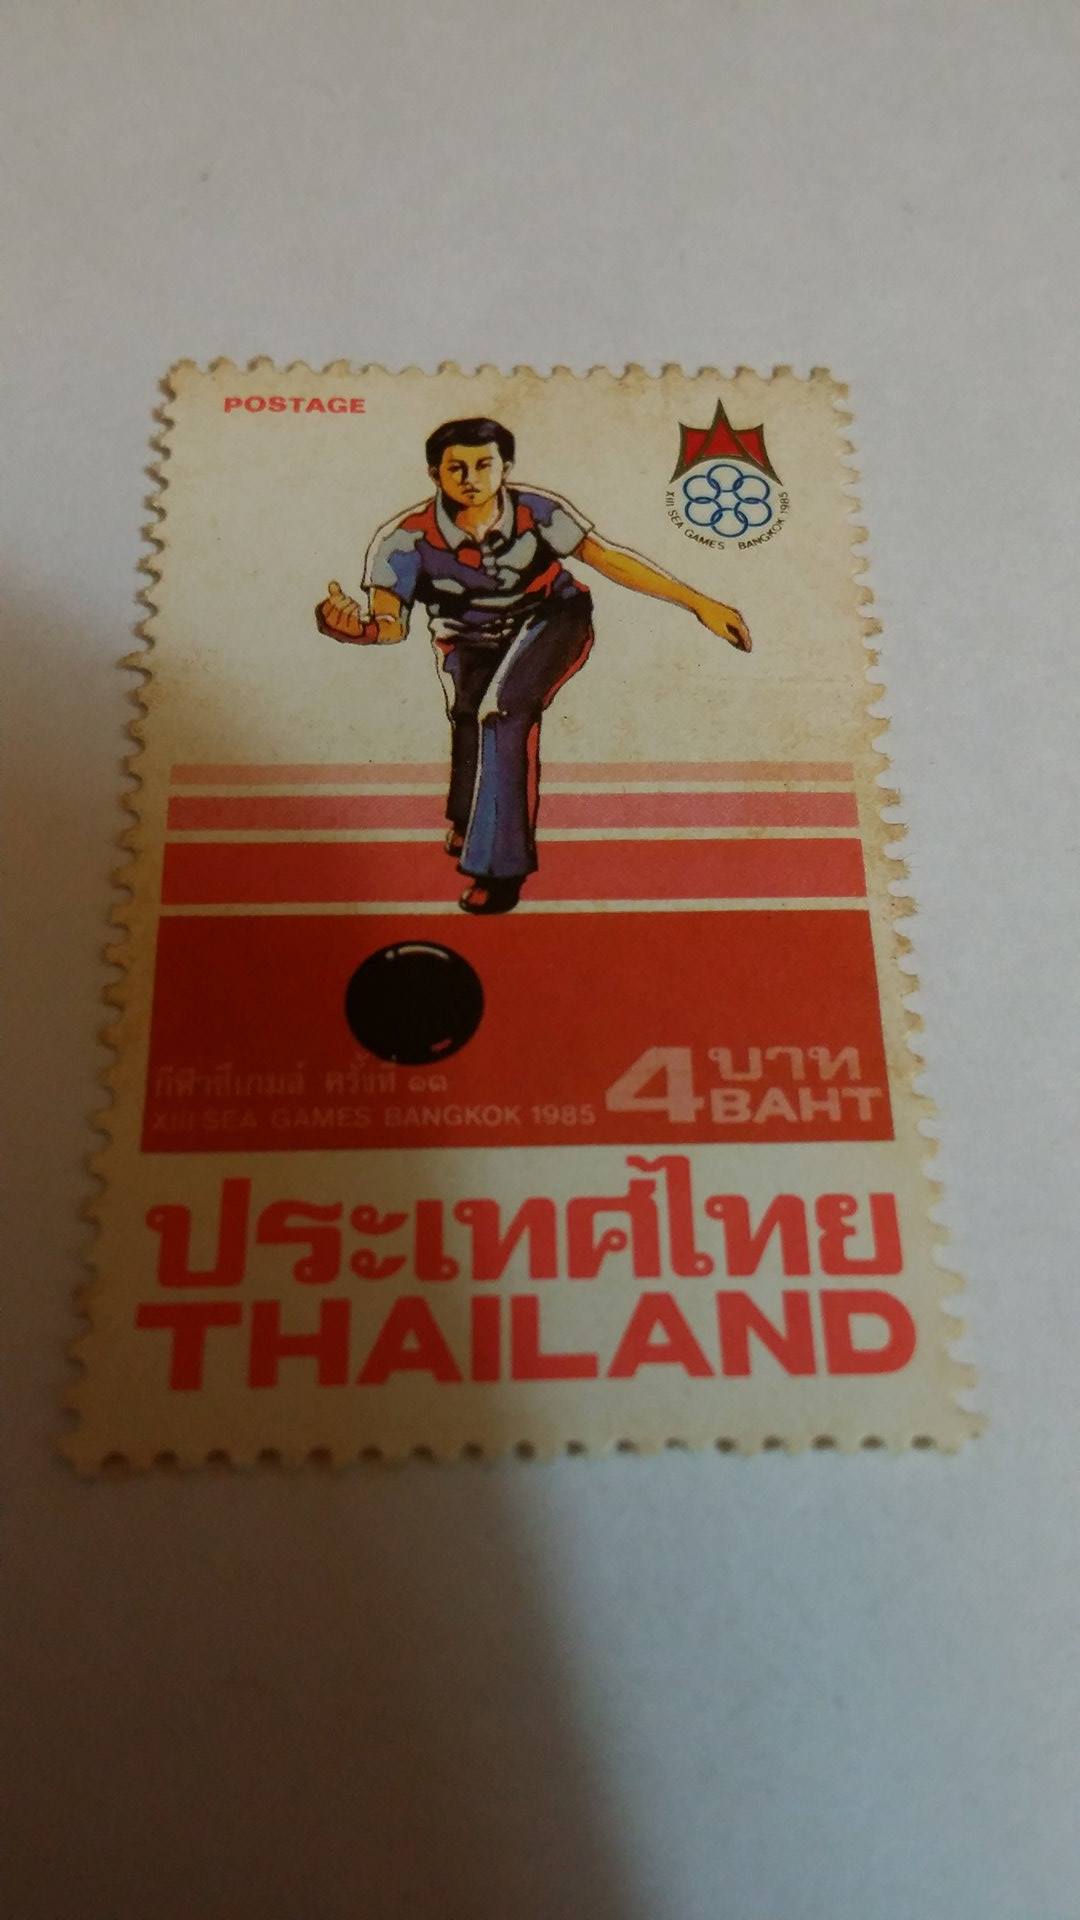 POSTAGE
XIII SEA GAMES BANGKOK 1985
กีฬาซีเกมส์ ครั้งที่ ๑๓
XIII SEA GAMES BANGKOK 1985
4 บาท
BAHT
ประเทศไทย
THAILAND